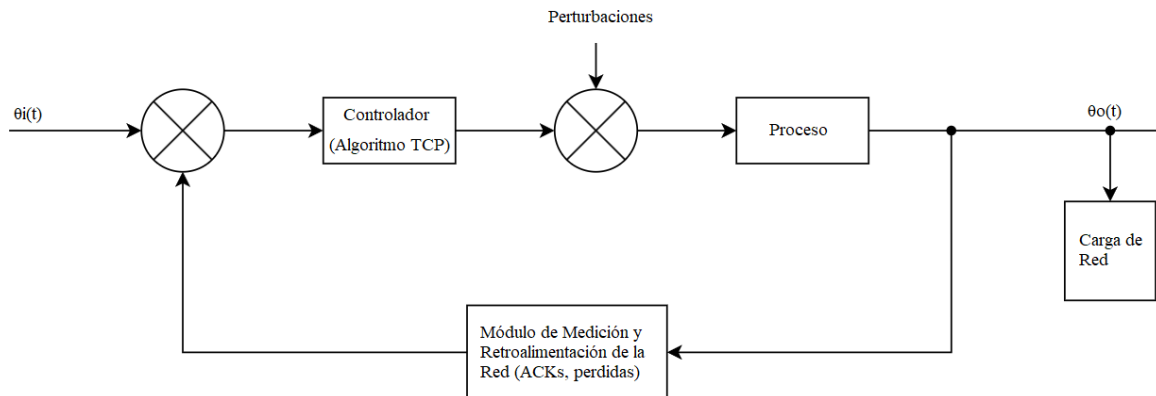 Perturbaciones
θi(t)
Controlador
(Algoritmo TCP)
Proceso
θo(t)
Carga de
Red
Módulo de Medición y
Retroalimentación de la
Red (ACKs, perdidas)